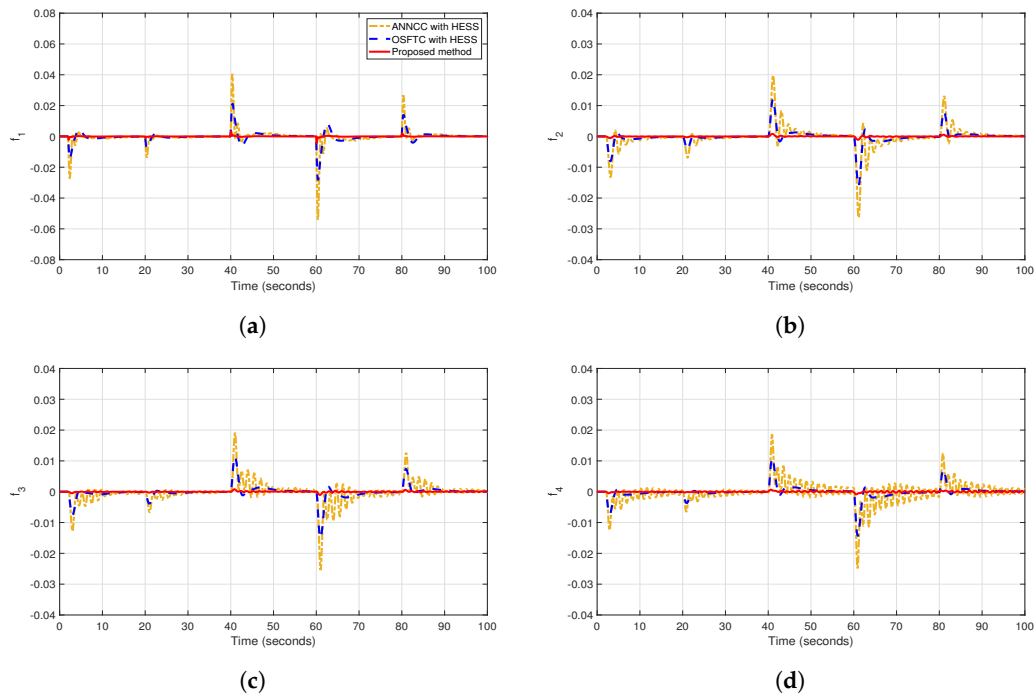 0.08
0.06
0.04
0.02
0
-0.02
-0.04
-0.06
-0.08
f1
ANNCC with HESS
OSFTC with HESS
Proposed method
0 10 20 30 40 50 60 70 80 90 100
Time (seconds)
(a)
0.04
0.03
0.02
0.01
0
-0.01
-0.02
-0.03
-0.04
f2
0 10 20 30 40 50 60 70 80 90 100
Time (seconds)
(b)
0.04
0.03
0.02
0.01
0
-0.01
-0.02
-0.03
-0.04
f3
0 10 20 30 40 50 60 70 80 90 100
Time (seconds)
(c)
0.04
0.03
0.02
0.01
0
-0.01
-0.02
-0.03
-0.04
f4
0 10 20 30 40 50 60 70 80 90 100
Time (seconds)
(d)